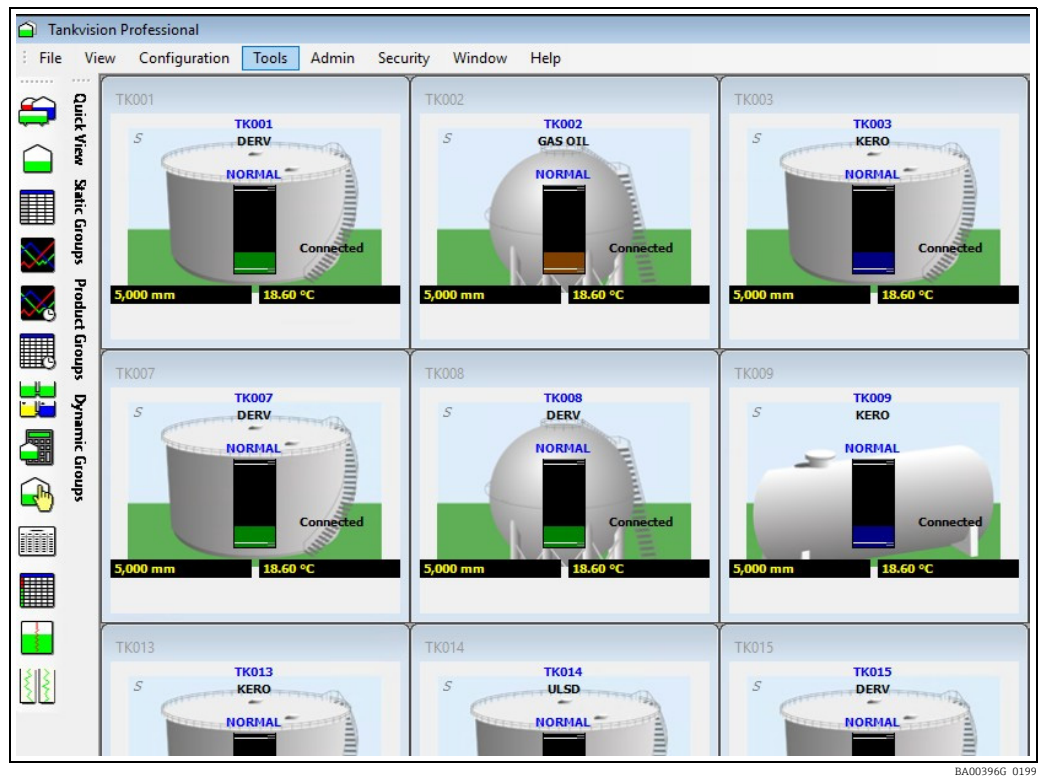 Tankvision Professional
File View Configuration Tools Admin Security Window Help
Quick View
Static Groups
Product Groups
Dynamic Groups
TK001
TK001
S
DERV
NORMAL
Connected
5,000 mm 18.60 °C
TK002
TK002
S
GAS OIL
NORMAL
Connected
5,000 mm 18.60 °C
TK003
TK003
S
KERO
NORMAL
Connected
5,000 mm 18.60 °C
TK007
TK007
S
DERV
NORMAL
Connected
5,000 mm 18.60 °C
TK008
TK008
S
DERV
NORMAL
Connected
5,000 mm 18.60 °C
TK009
TK009
S
KERO
NORMAL
Connected
5,000 mm 18.60 °C
TK013
TK013
S
KERO
NORMAL
TK014
TK014
S
ULSD
NORMAL
TK015
TK015
S
DERV
NORMAL
BA00396G 0199